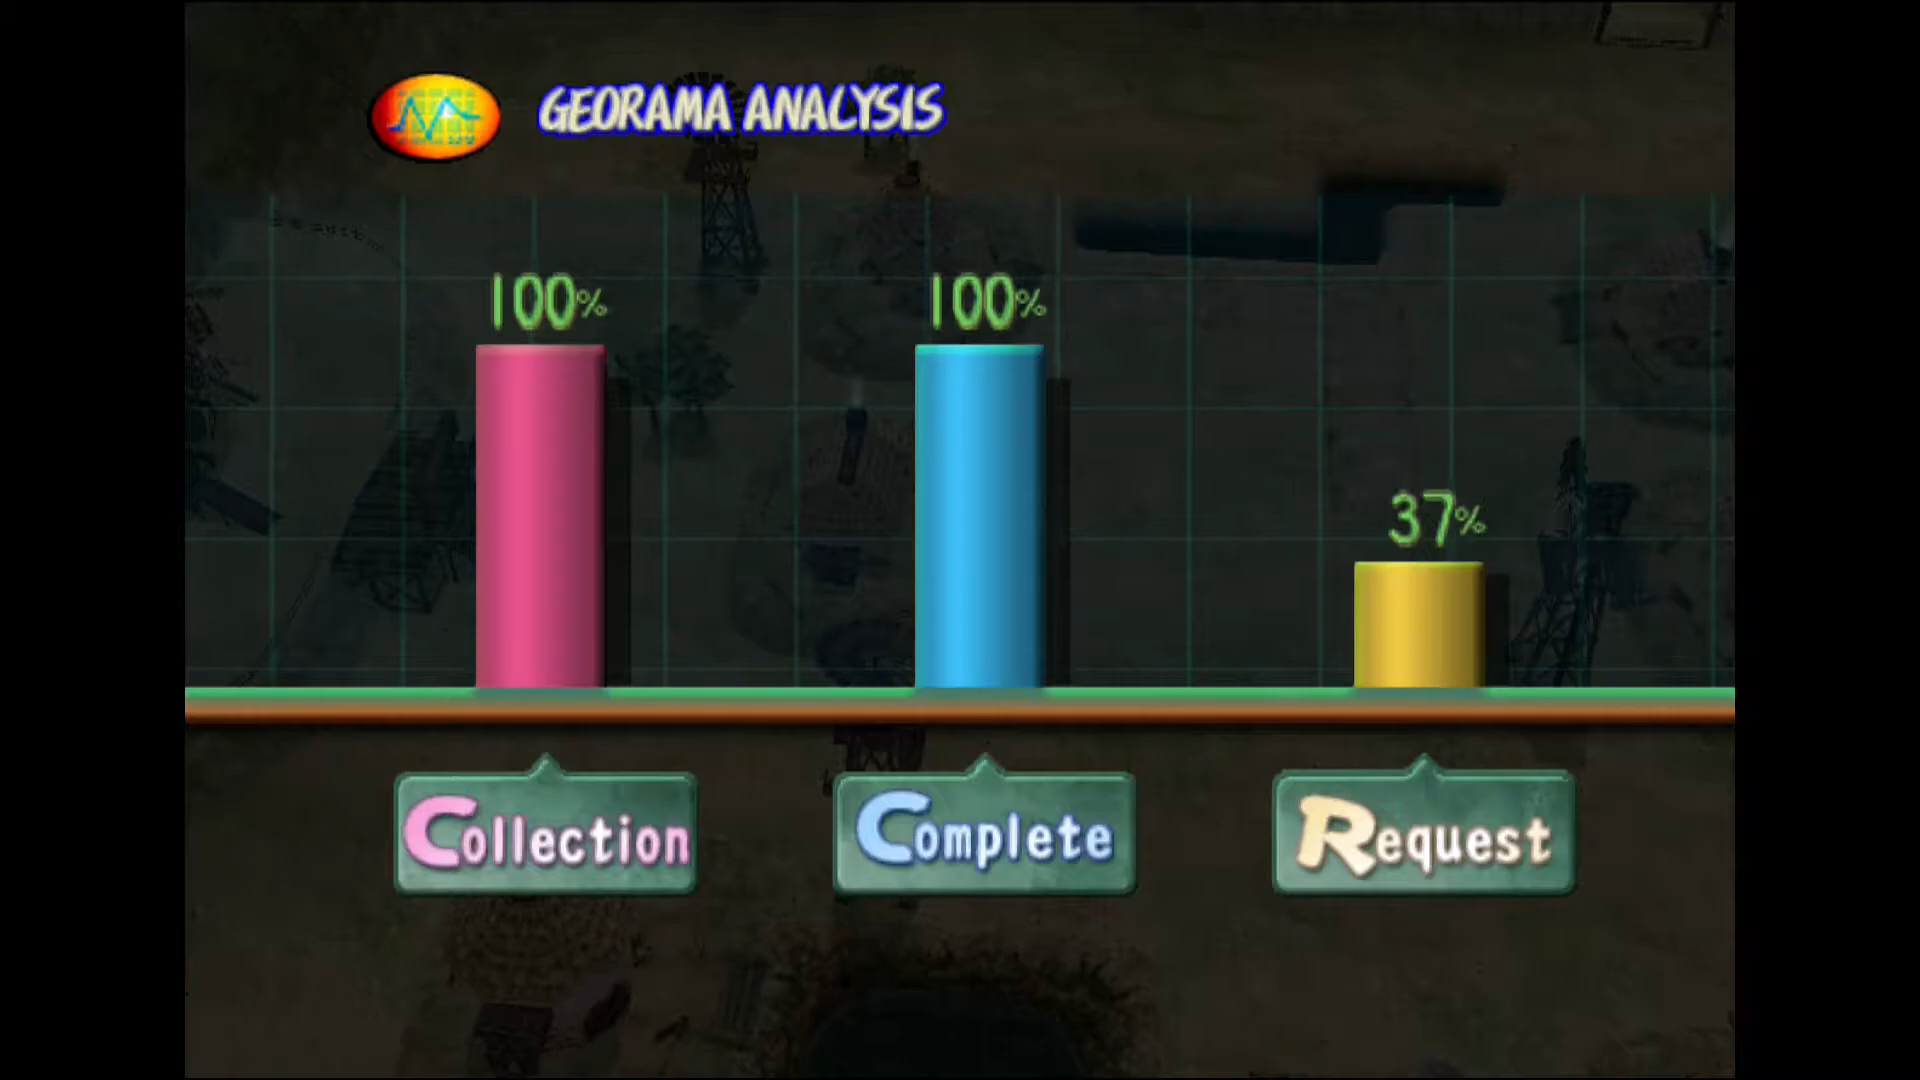 GEORAMA ANALYSIS
100%
100%
37%
Collection
Complete
Request